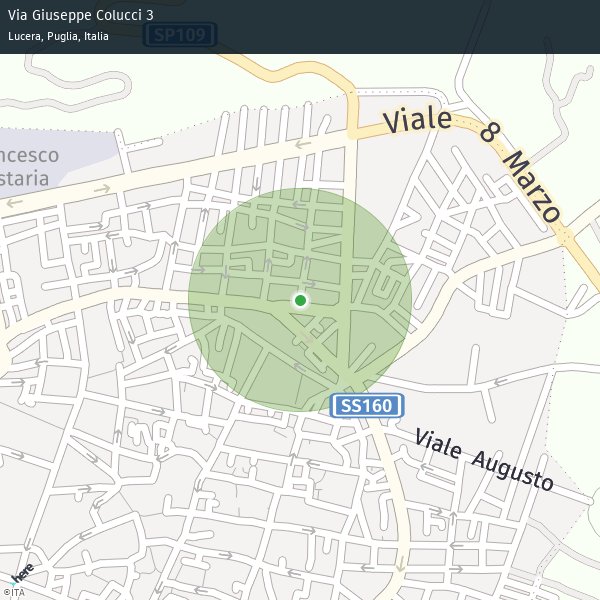 Via Giuseppe Colucci 3
Lucera, Puglia, Italia
SP109
Viale 8 Marzo
ncesco
staria
SS160
Viale Augusto
here
©ITA